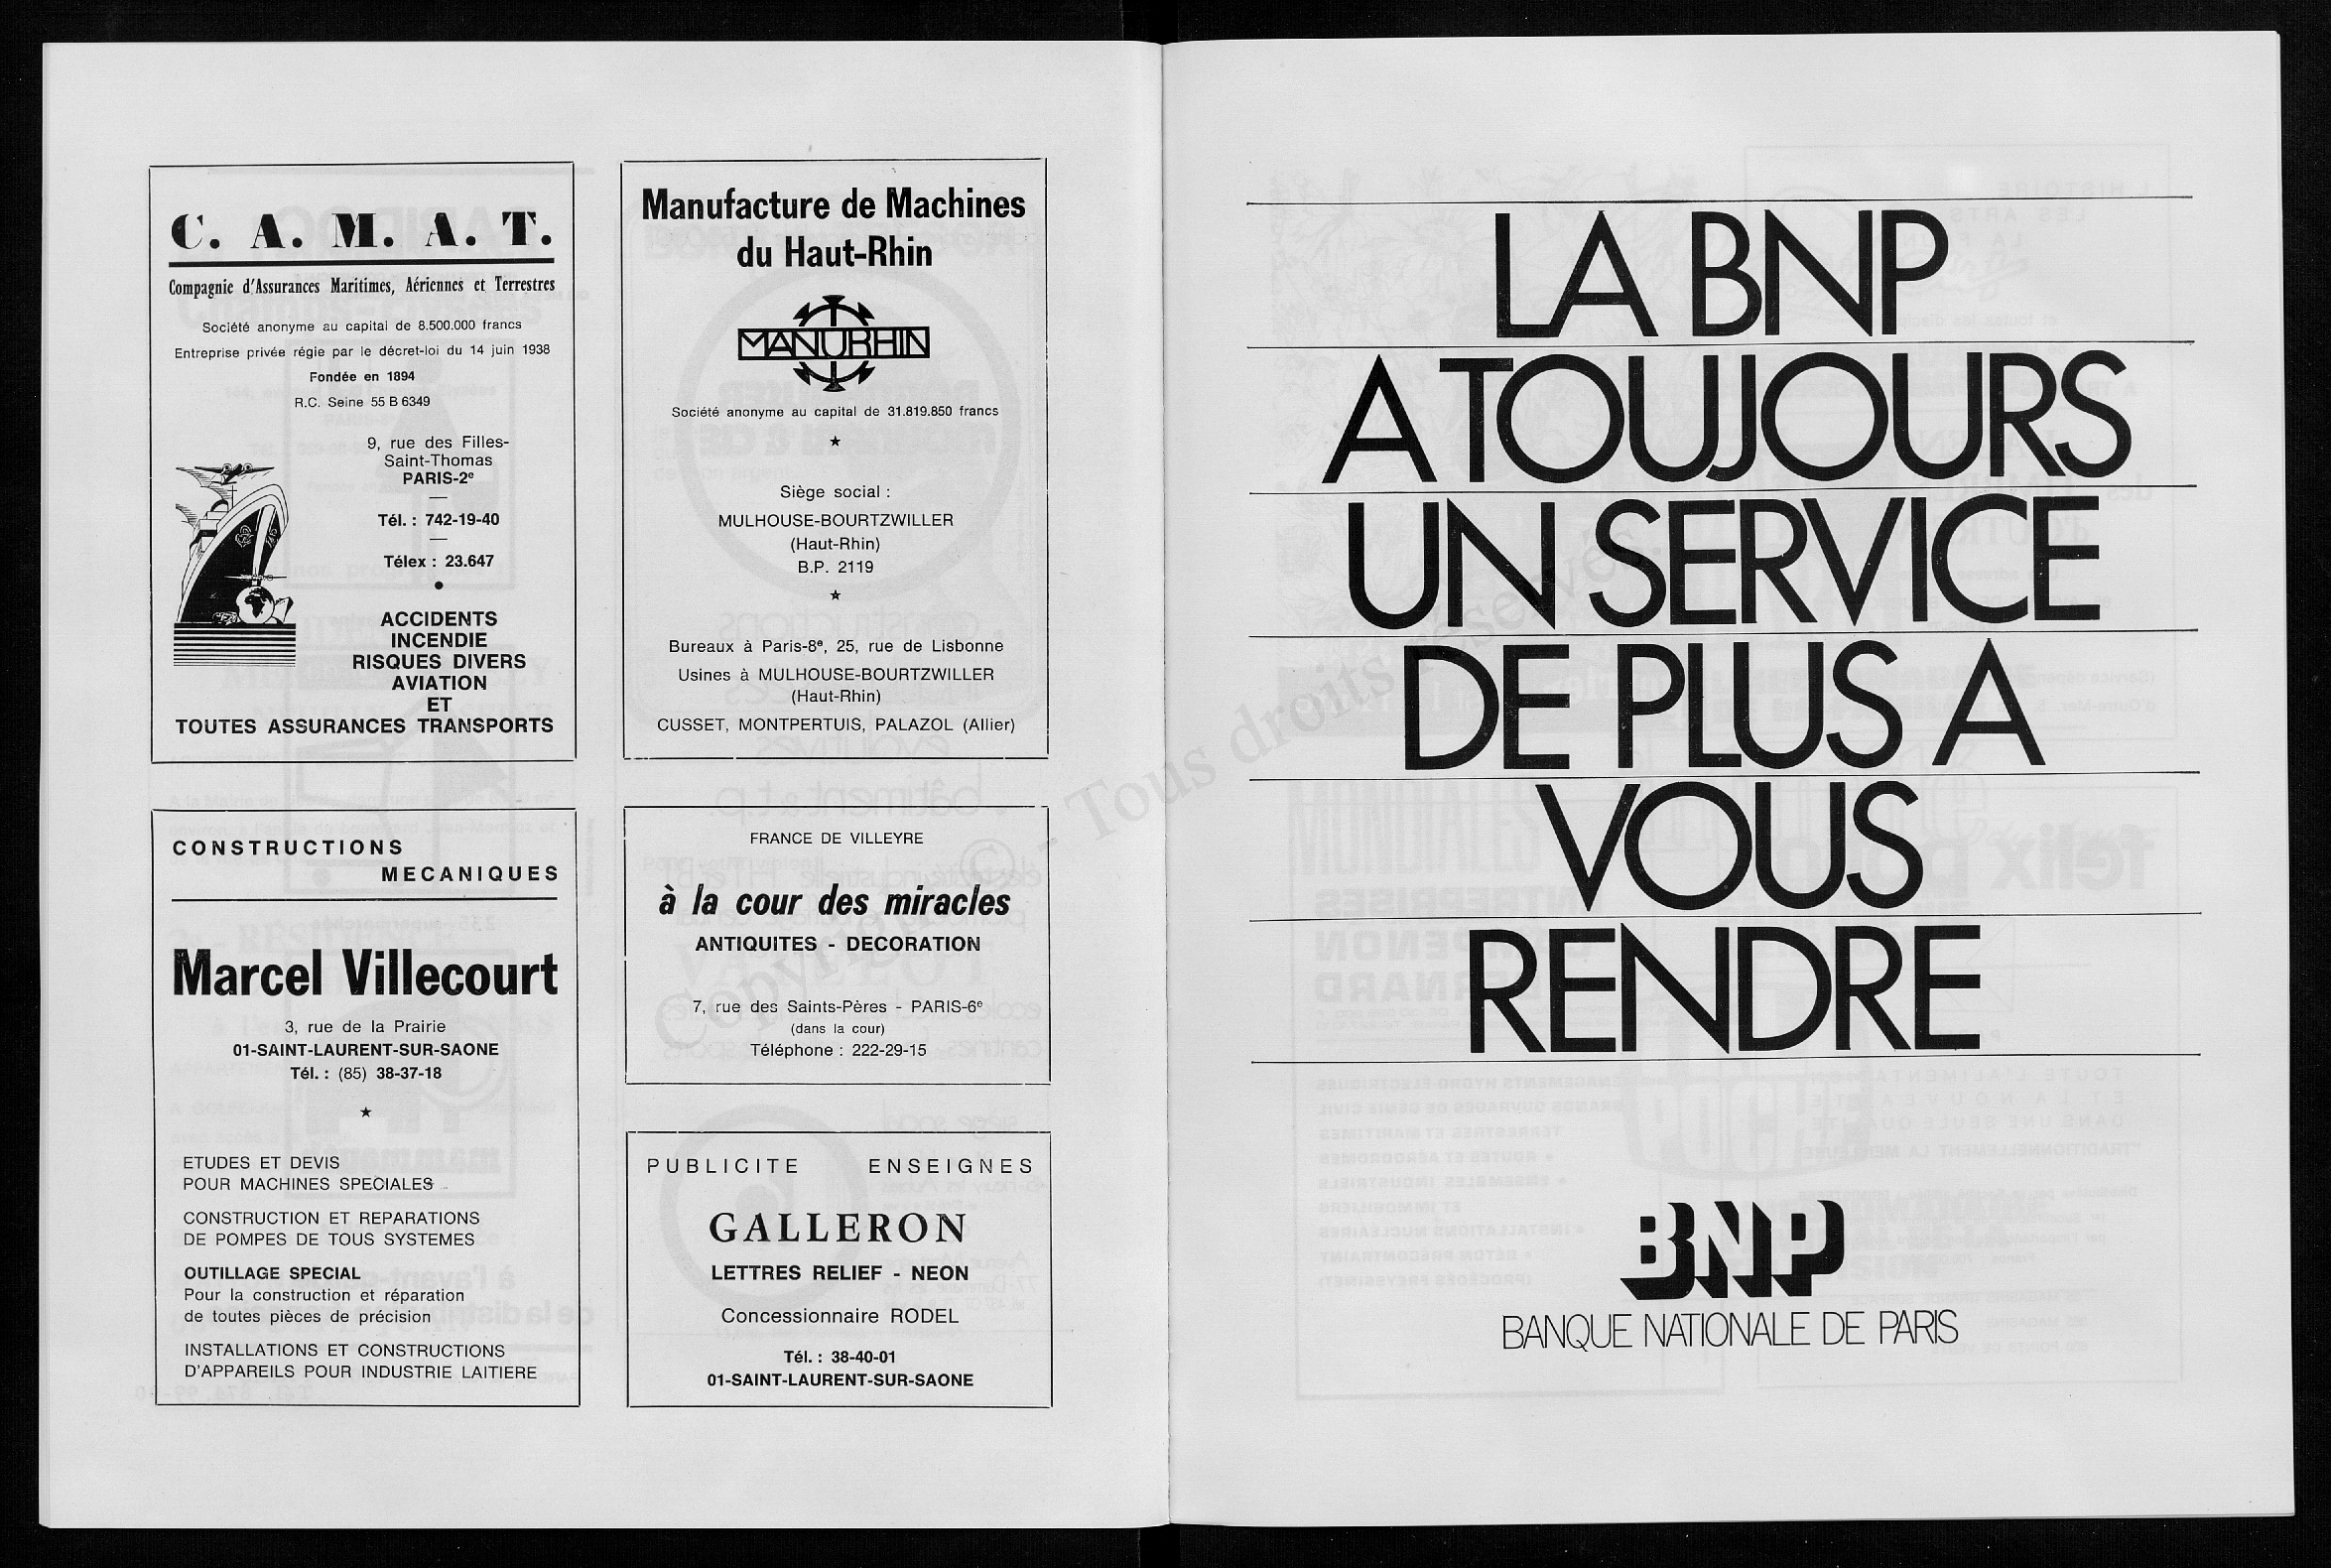 C. A. M. A. T.
Compagnie d'Assurances Maritimes, Aériennes et Terrestres
Société anonyme au capital de 8.500.000 francs
Entreprise privée régie par le décret-loi du 14 juin 1938
Fondée en 1894
R.C. Seine 55 B 6349
9, rue des Filles-
Saint-Thomas
PARIS-2e
Tél. : 742-19-40
Télex : 23.647
ACCIDENTS
INCENDIE
RISQUES DIVERS
AVIATION
ET
TOUTES ASSURANCES TRANSPORTS
CONSTRUCTIONS
MECANIQUES
Marcel Villecourt
3, rue de la Prairie
01-SAINT-LAURENT-SUR-SAONE
Tél. : (85) 38-37-18
★
ETUDES ET DEVIS
POUR MACHINES SPECIALES
CONSTRUCTION ET REPARATIONS
DE POMPES DE TOUS SYSTEMES
OUTILLAGE SPECIAL
Pour la construction et réparation
de toutes pièces de précision
INSTALLATIONS ET CONSTRUCTIONS
D'APPAREILS POUR INDUSTRIE LAITIERE
Manufacture de Machines
du Haut-Rhin
MANURHIN
Société anonyme au capital de 31.819.850 francs
★
Siège social :
MULHOUSE-BOURTZWILLER
(Haut-Rhin)
B.P. 2119
★
Bureaux à Paris-8e, 25, rue de Lisbonne
Usines à MULHOUSE-BOURTZWILLER
(Haut-Rhin)
CUSSET, MONTPERTUIS, PALAZOL (Allier)
FRANCE DE VILLEYRE
à la cour des miracles
ANTIQUITES - DECORATION
7, rue des Saints-Pères - PARIS-6e
(dans la cour)
Téléphone : 222-29-15
PUBLICITE ENSEIGNES
GALLERON
LETTRES RELIEF - NEON
Concessionnaire RODEL
Tél. : 38-40-01
01-SAINT-LAURENT-SUR-SAONE
LA BNP
A TOUJOURS
UN SERVICE
DE PLUS A
VOUS
RENDRE
BNP
BANQUE NATIONALE DE PARIS
Copyright © - Tous droits réservés.